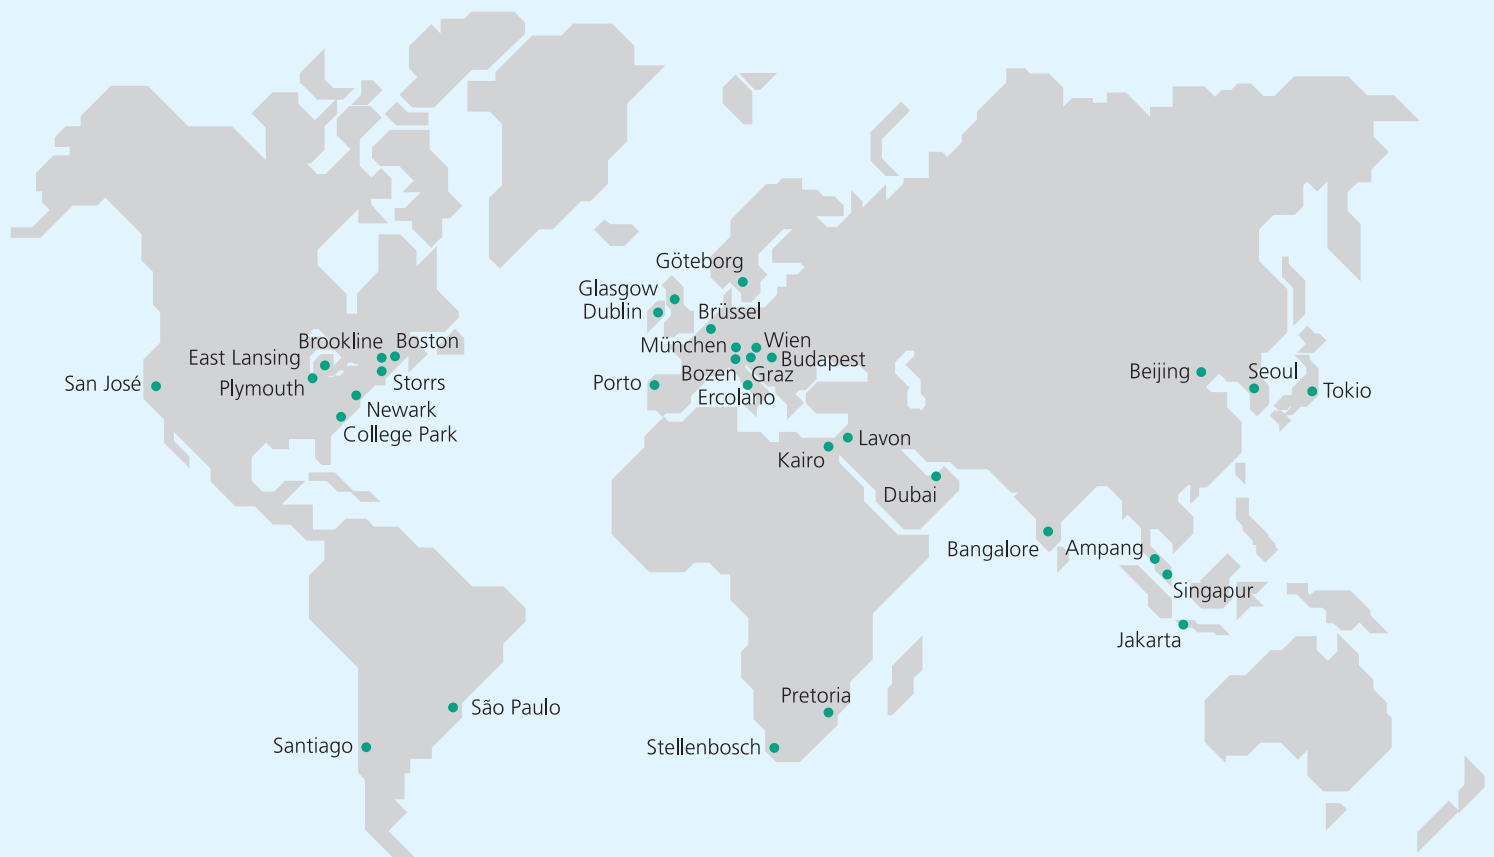 Göteborg
Glasgow
Dublin
Brüssel
Brookline
Boston
München
Wien
East Lansing
Budapest
San José
Plymouth
Storrs
Porto
Bozen
Graz
Ercolano
Beijing
Seoul
Tokio
Newark
College Park
Lavon
Kairo
Dubai
Bangalore
Ampang
Singapur
Jakarta
Pretoria
São Paulo
Santiago
Stellenbosch